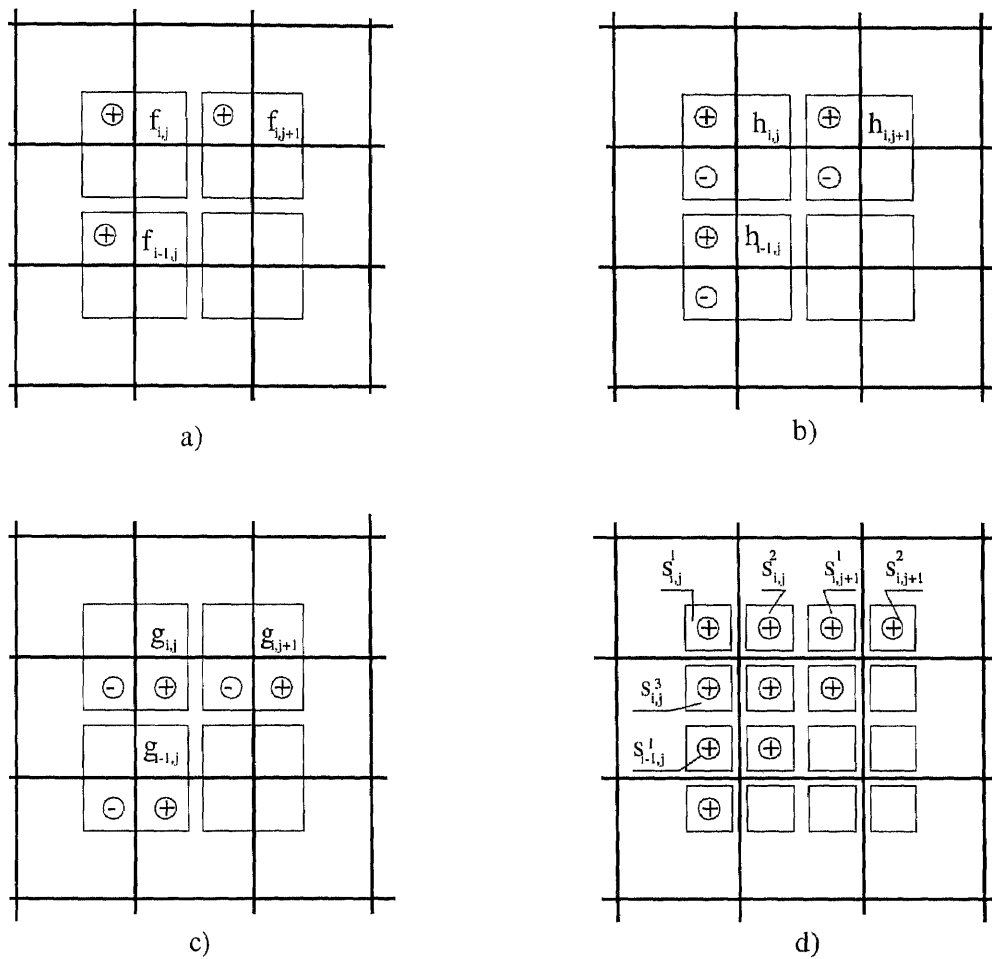 ⊕ f_{i,j} ⊕ f_{i,j+1}
⊕ f_{i-1,j}
a)
⊕ h_{i,j} ⊕ h_{i,j+1}
⊖ ⊖
⊕ h_{i-1,j}
⊖
b)
g_{i,j} g_{i,j+1}
⊖ ⊕ ⊖ ⊕
g_{i-1,j}
⊖ ⊕
c)
s^1_{i,j} s^2_{i,j} s^1_{i,j+1} s^2_{i,j+1}
⊕ ⊕ ⊕ ⊕
s^3_{i,j} ⊕ ⊕ ⊕
s^1_{i-1,j} ⊕ ⊕
⊕
d)